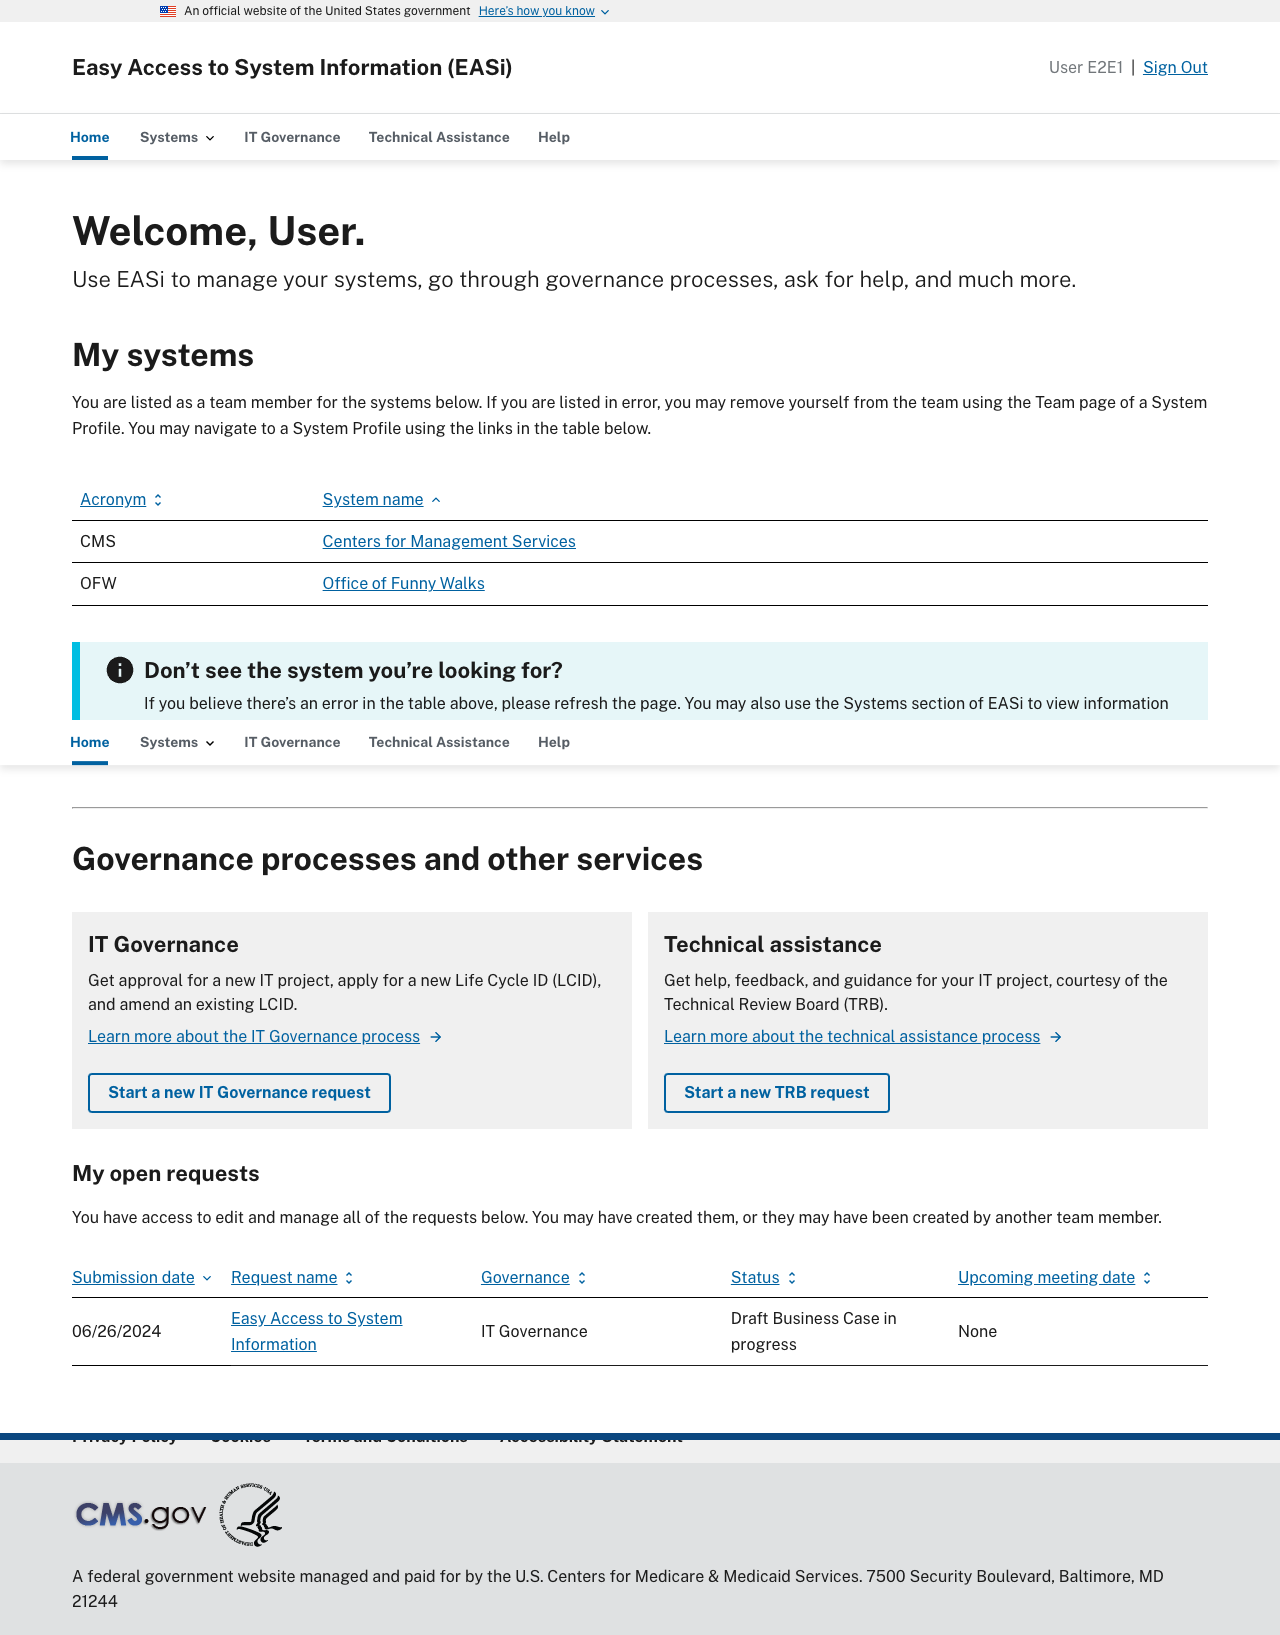 An official website of the United States government Here's how you know
Easy Access to System Information (EASi)
User E2E1 | Sign Out
Home Systems IT Governance Technical Assistance Help
Welcome, User.
Use EASi to manage your systems, go through governance processes, ask for help, and much more.
My systems
You are listed as a team member for the systems below. If you are listed in error, you may remove yourself from the team using the Team page of a System
Profile. You may navigate to a System Profile using the links in the table below.
Acronym System name
CMS Centers for Management Services
OFW Office of Funny Walks
Don’t see the system you’re looking for?
If you believe there’s an error in the table above, please refresh the page. You may also use the Systems section of EASi to view information
Home Systems IT Governance Technical Assistance Help
Governance processes and other services
IT Governance
Get approval for a new IT project, apply for a new Life Cycle ID (LCID),
and amend an existing LCID.
Learn more about the IT Governance process
Start a new IT Governance request
Technical assistance
Get help, feedback, and guidance for your IT project, courtesy of the
Technical Review Board (TRB).
Learn more about the technical assistance process
Start a new TRB request
My open requests
You have access to edit and manage all of the requests below. You may have created them, or they may have been created by another team member.
Submission date Request name Governance Status Upcoming meeting date
06/26/2024 Easy Access to System Information IT Governance Draft Business Case in progress None
Privacy Policy Cookies Terms and Conditions Accessibility Statement
CMS.gov
A federal government website managed and paid for by the U.S. Centers for Medicare & Medicaid Services. 7500 Security Boulevard, Baltimore, MD
21244